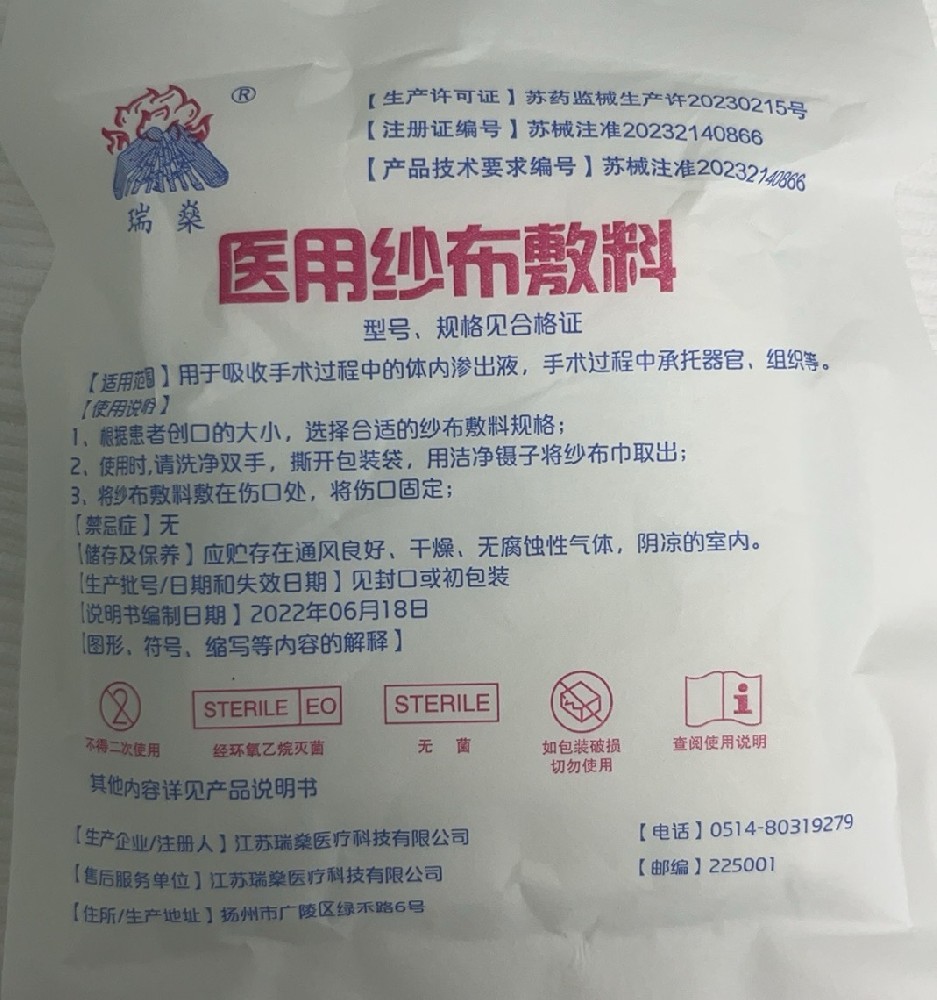 ®
瑞 燊
【生产许可证】苏药监械生产许20230215号
【注册证编号】苏械注准20232140866
【产品技术要求编号】苏械注准20232140866
医用纱布敷料
型号、规格见合格证
【适用范围】用于吸收手术过程中的体内渗出液，手术过程中承托器官、组织等。
【使用说明】
1、根据患者创口的大小，选择合适的纱布敷料规格；
2、使用时,请洗净双手，撕开包装袋，用洁净镊子将纱布巾取出；
3、将纱布敷料敷在伤口处，将伤口固定；
【禁忌症】无
【储存及保养】应贮存在通风良好、干燥、无腐蚀性气体，阴凉的室内。
【生产批号/日期和失效日期】见封口或初包装
【说明书编制日期】2022年06月18日
【图形、符号、缩写等内容的解释】
2 STERILE EO STERILE i
不得二次使用 经环氧乙烷灭菌 无 菌 如包装破损 查阅使用说明
切勿使用
其他内容详见产品说明书
【生产企业/注册人】江苏瑞燊医疗科技有限公司
【售后服务单位】江苏瑞燊医疗科技有限公司
【住所/生产地址】扬州市广陵区绿禾路6号
【电话】0514-80319279
【邮编】225001